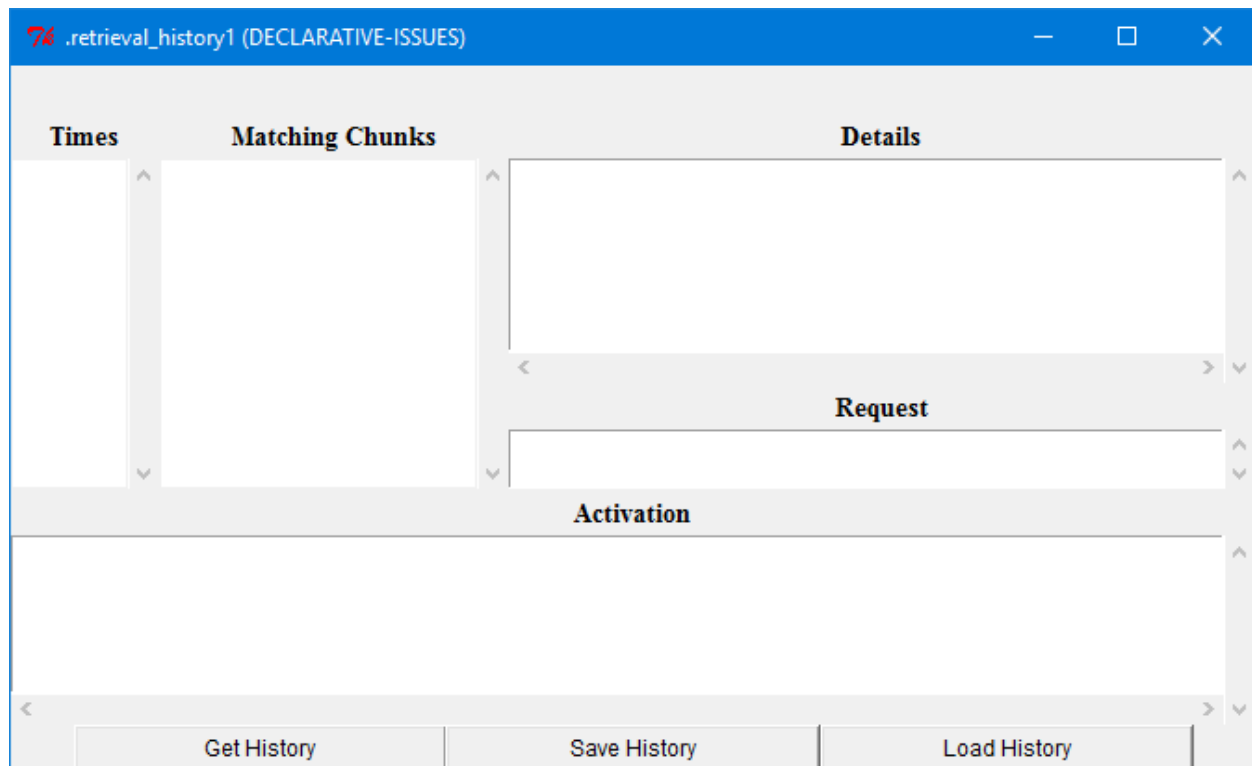 .retrieval_history1 (DECLARATIVE-ISSUES)
Times
Matching Chunks
Details
Request
Activation
Get History
Save History
Load History